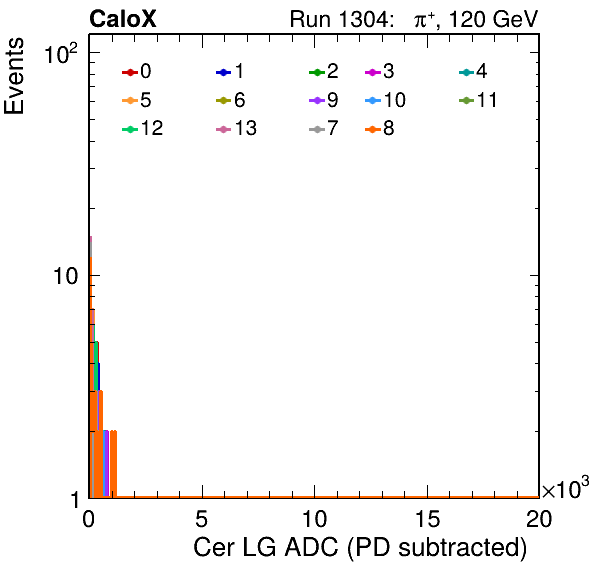 CaloX Run 1304: π⁺, 120 GeV
Events
10²
10
1
0 1 2 3 4
5 6 9 10 11
12 13 7 8
0 5 10 15 20
×10³
Cer LG ADC (PD subtracted)